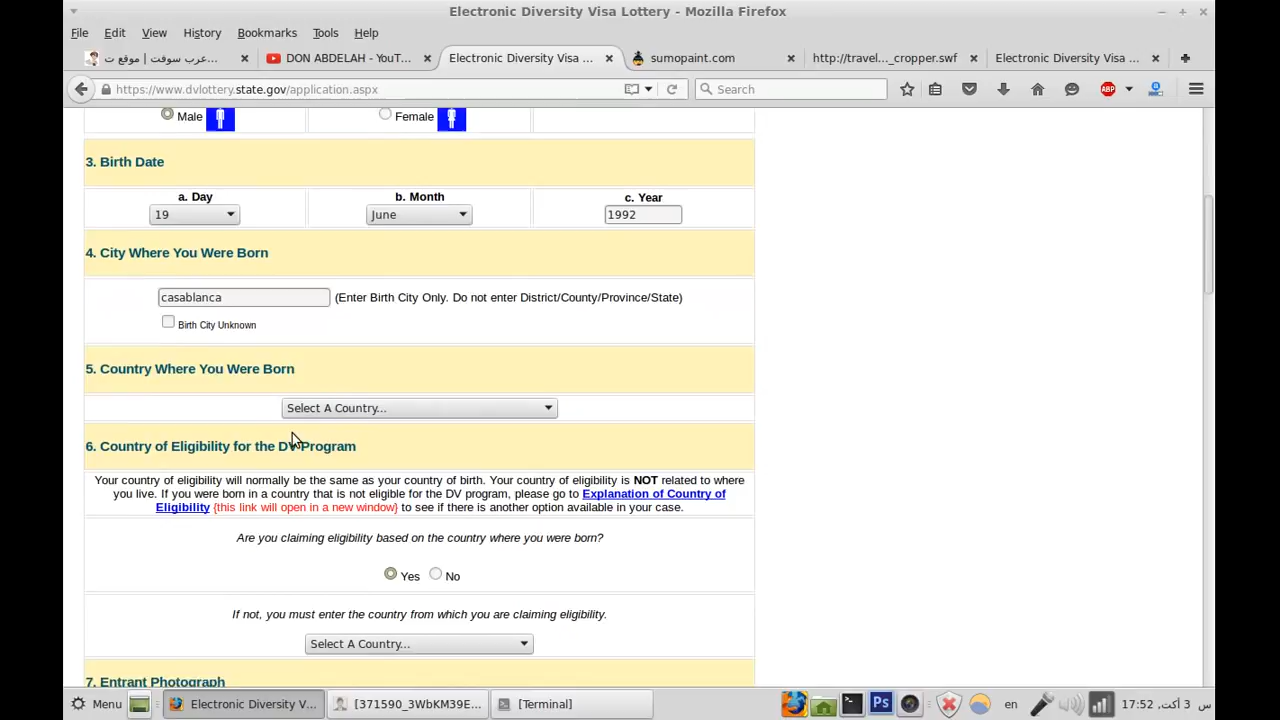 Electronic Diversity Visa Lottery - Mozilla Firefox
File Edit View History Bookmarks Tools Help
عرب سوفت | موقع ت...
DON ABDELAH - YouT...
Electronic Diversity Visa ...
sumopaint.com
http://travel..._cropper.swf
Electronic Diversity Visa ...
https://www.dvlottery.state.gov/application.aspx
Search
ABP
Male Female
3. Birth Date
a. Day b. Month c. Year
19 June 1992
4. City Where You Were Born
casablanca (Enter Birth City Only. Do not enter District/County/Province/State)
Birth City Unknown
5. Country Where You Were Born
Select A Country...
6. Country of Eligibility for the DV Program
Your country of eligibility will normally be the same as your country of birth. Your country of eligibility is NOT related to where
you live. If you were born in a country that is not eligible for the DV program, please go to Explanation of Country of
Eligibility {this link will open in a new window} to see if there is another option available in your case.
Are you claiming eligibility based on the country where you were born?
Yes No
If not, you must enter the country from which you are claiming eligibility.
Select A Country...
7. Entrant Photograph
Menu Electronic Diversity V... [371590_3WbKM39E... [Terminal] Ps en س 3 أكت, 17:52